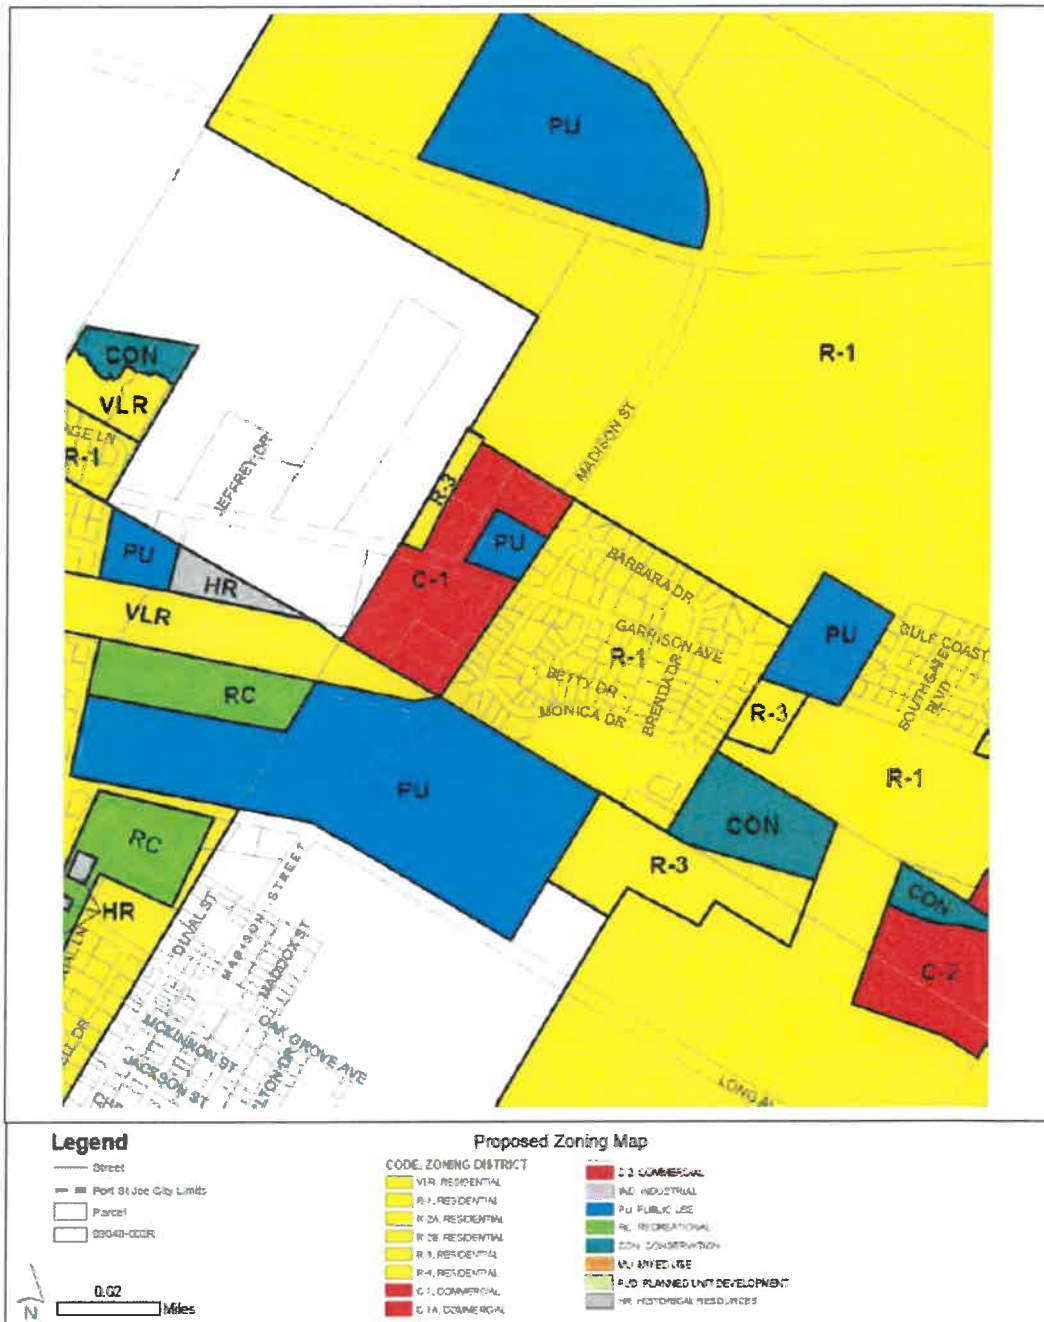 PU
R-1
CON
VLR
R-1
JEFFREY DR
MADISON ST
R-3
PU
C-1
PU
HR
VLR
BARBARA DR
GARRISON AVE
R-1
BETTY DR
MONICA DR
BRENDA DR
PU
GULF COAST
SOUTHGATE BLVD
R-3
R-1
RC
PU
CON
RC
R-3
CON
C-2
HR
DUVAL ST
MADISON STREET
MADDOX ST
MCKINNON ST
OAK GROVE AVE
JACKSON ST
Legend
Street
Port St Joe City Limits
Parcel
N
0.02
Miles
Proposed Zoning Map
CODE, ZONING DISTRICT
VLR, RESIDENTIAL
R-1, RESIDENTIAL
R-2A, RESIDENTIAL
R-2B, RESIDENTIAL
R-3, RESIDENTIAL
R-4, RESIDENTIAL
C-1, COMMERCIAL
C-1A, COMMERCIAL
C-2, COMMERCIAL
IND, INDUSTRIAL
PU, PUBLIC USE
RC, RECREATIONAL
CON, CONSERVATION
MU, MIXED USE
PUD, PLANNED UNIT DEVELOPMENT
HR, HISTORICAL RESOURCES